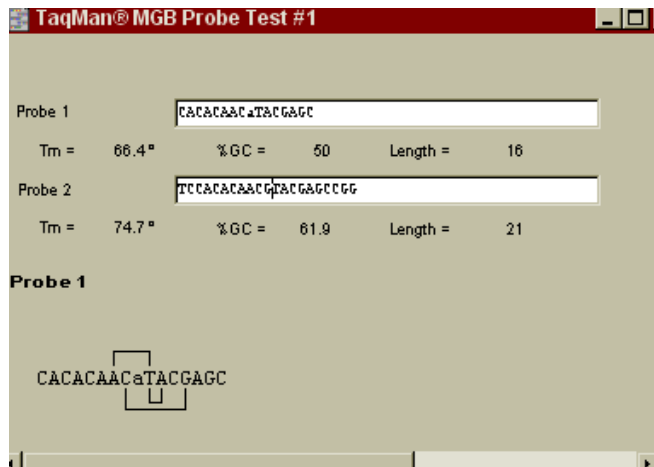 TaqMan® MGB Probe Test #1
Probe 1 CACACAACaTACGAGC
Tm = 66.4° %GC = 50 Length = 16
Probe 2 TCCACACAACGTACGAGCCGG
Tm = 74.7° %GC = 61.9 Length = 21
Probe 1
CACACAACaTACGAGC